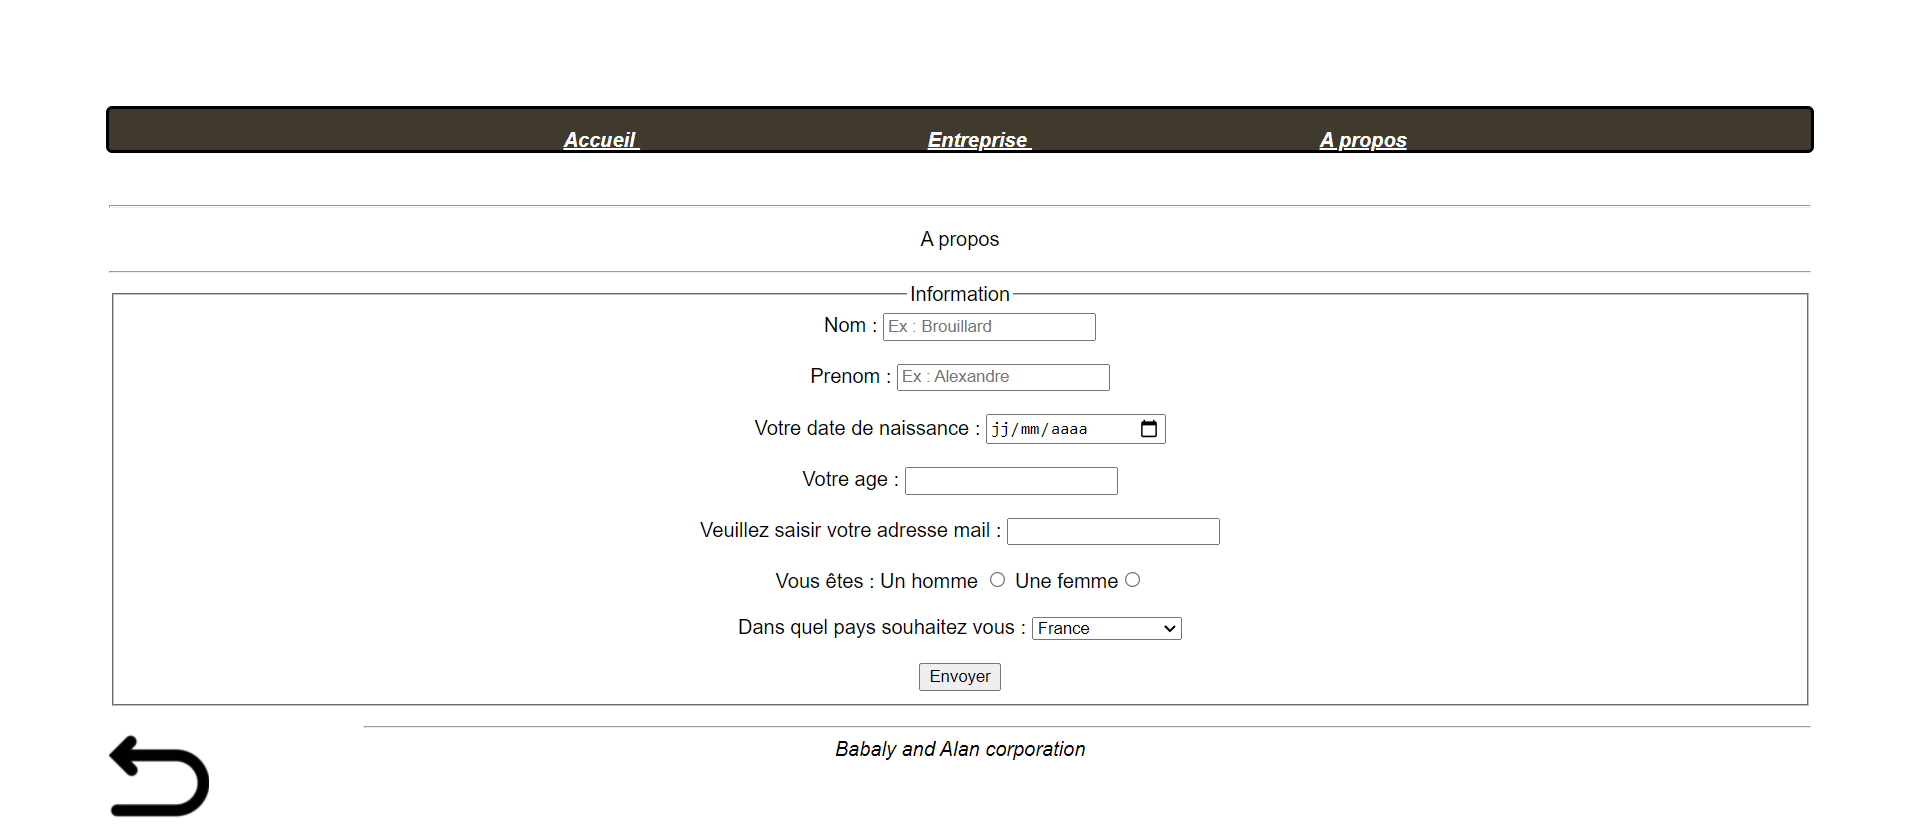 Accueil Entreprise A propos
A propos
Information
Nom : Ex : Brouillard
Prenom : Ex : Alexandre
Votre date de naissance : jj/mm/aaaa
Votre age :
Veuillez saisir votre adresse mail :
Vous êtes : Un homme Une femme
Dans quel pays souhaitez vous : France
Envoyer
Babaly and Alan corporation